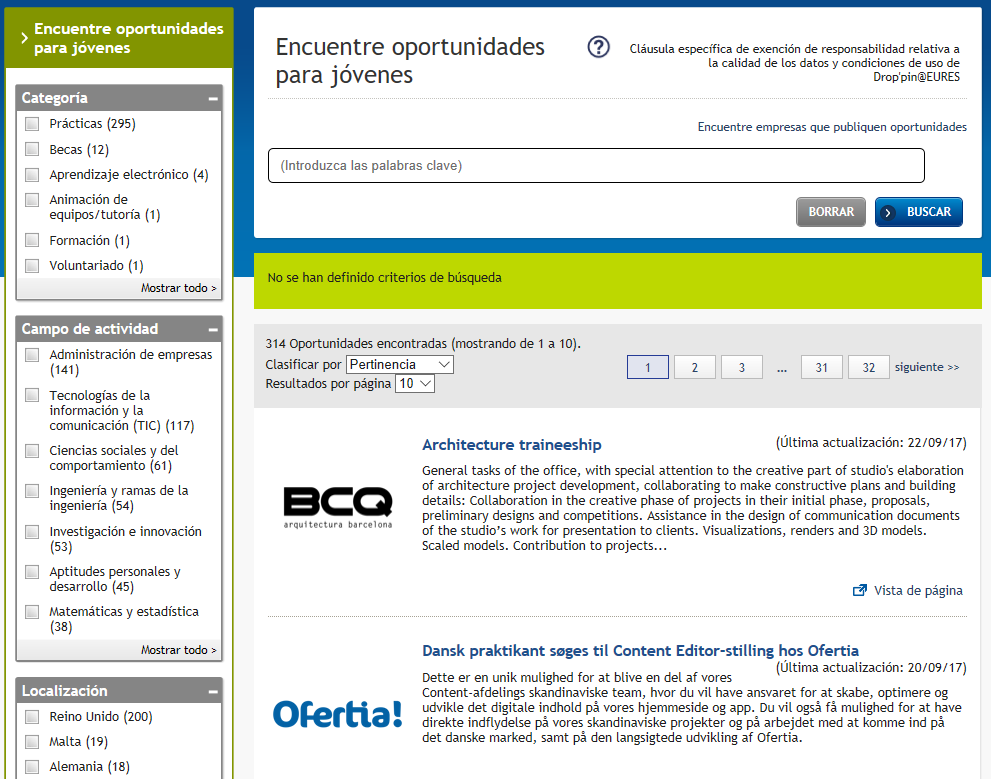 Encuentre oportunidades
para jóvenes
Categoría
Prácticas (295)
Becas (12)
Aprendizaje electrónico (4)
Animación de
equipos/tutoría (1)
Formación (1)
Voluntariado (1)
Mostrar todo >
Campo de actividad
Administración de empresas
(141)
Tecnologías de la
información y la
comunicación (TIC) (117)
Ciencias sociales y del
comportamiento (61)
Ingeniería y ramas de la
ingeniería (54)
Investigación e innovación
(53)
Aptitudes personales y
desarrollo (45)
Matemáticas y estadística
(38)
Mostrar todo >
Localización
Reino Unido (200)
Malta (19)
Alemania (18)
Encuentre oportunidades
para jóvenes
?
Cláusula específica de exención de responsabilidad relativa a
la calidad de los datos y condiciones de uso de
Drop'pin@EURES
Encuentre empresas que publiquen oportunidades
(Introduzca las palabras clave)
BORRAR
BUSCAR
No se han definido criterios de búsqueda
314 Oportunidades encontradas (mostrando de 1 a 10).
Clasificar por Pertinencia
Resultados por página 10
1 2 3 ... 31 32 siguiente >>
Architecture traineeship
(Última actualización: 22/09/17)
BCQ
arquitectura barcelona
General tasks of the office, with special attention to the creative part of studio's elaboration
of architecture project development, collaborating to make constructive plans and building
details: Collaboration in the creative phase of projects in their initial phase, proposals,
preliminary designs and competitions. Assistance in the design of communication documents
of the studio's work for presentation to clients. Visualizations, renders and 3D models.
Scaled models. Contribution to projects...
Vista de página
Dansk praktikant søges til Content Editor-stilling hos Ofertia
(Última actualización: 20/09/17)
Ofertia!
Dette er en unik mulighed for at blive en del af vores
Content-afdelings skandinaviske team, hvor du vil have ansvaret for at skabe, optimere og
udvikle det digitale indhold på vores hjemmeside og app. Du vil også få mulighed for at have
direkte indflydelse på vores skandinaviske projekter og på arbejdet med at komme ind på
det danske marked, samt på den langsigtede udvikling af Ofertia.